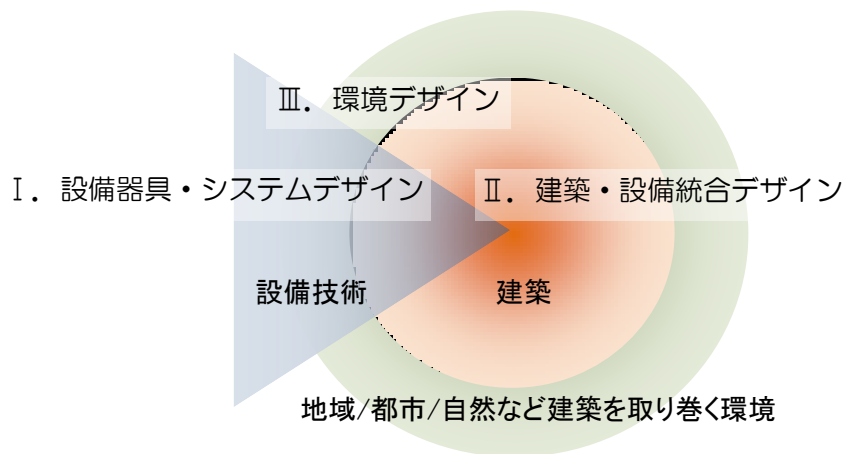 Ⅲ．環境デザイン
Ⅰ．設備器具・システムデザイン
Ⅱ．建築・設備統合デザイン
設備技術
建築
地域/都市/自然など建築を取り巻く環境